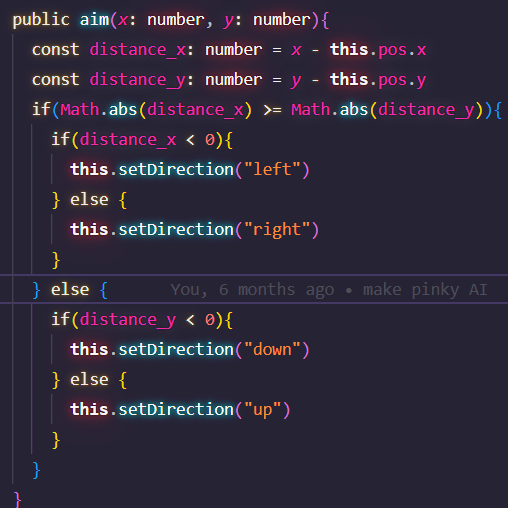 public aim(x: number, y: number){
const distance_x: number = x - this.pos.x
const distance_y: number = y - this.pos.y
if(Math.abs(distance_x) >= Math.abs(distance_y)){
if(distance_x < 0){
this.setDirection("left")
} else {
this.setDirection("right")
}
} else { You, 6 months ago • make pinky AI
if(distance_y < 0){
this.setDirection("down")
} else {
this.setDirection("up")
}
}
}